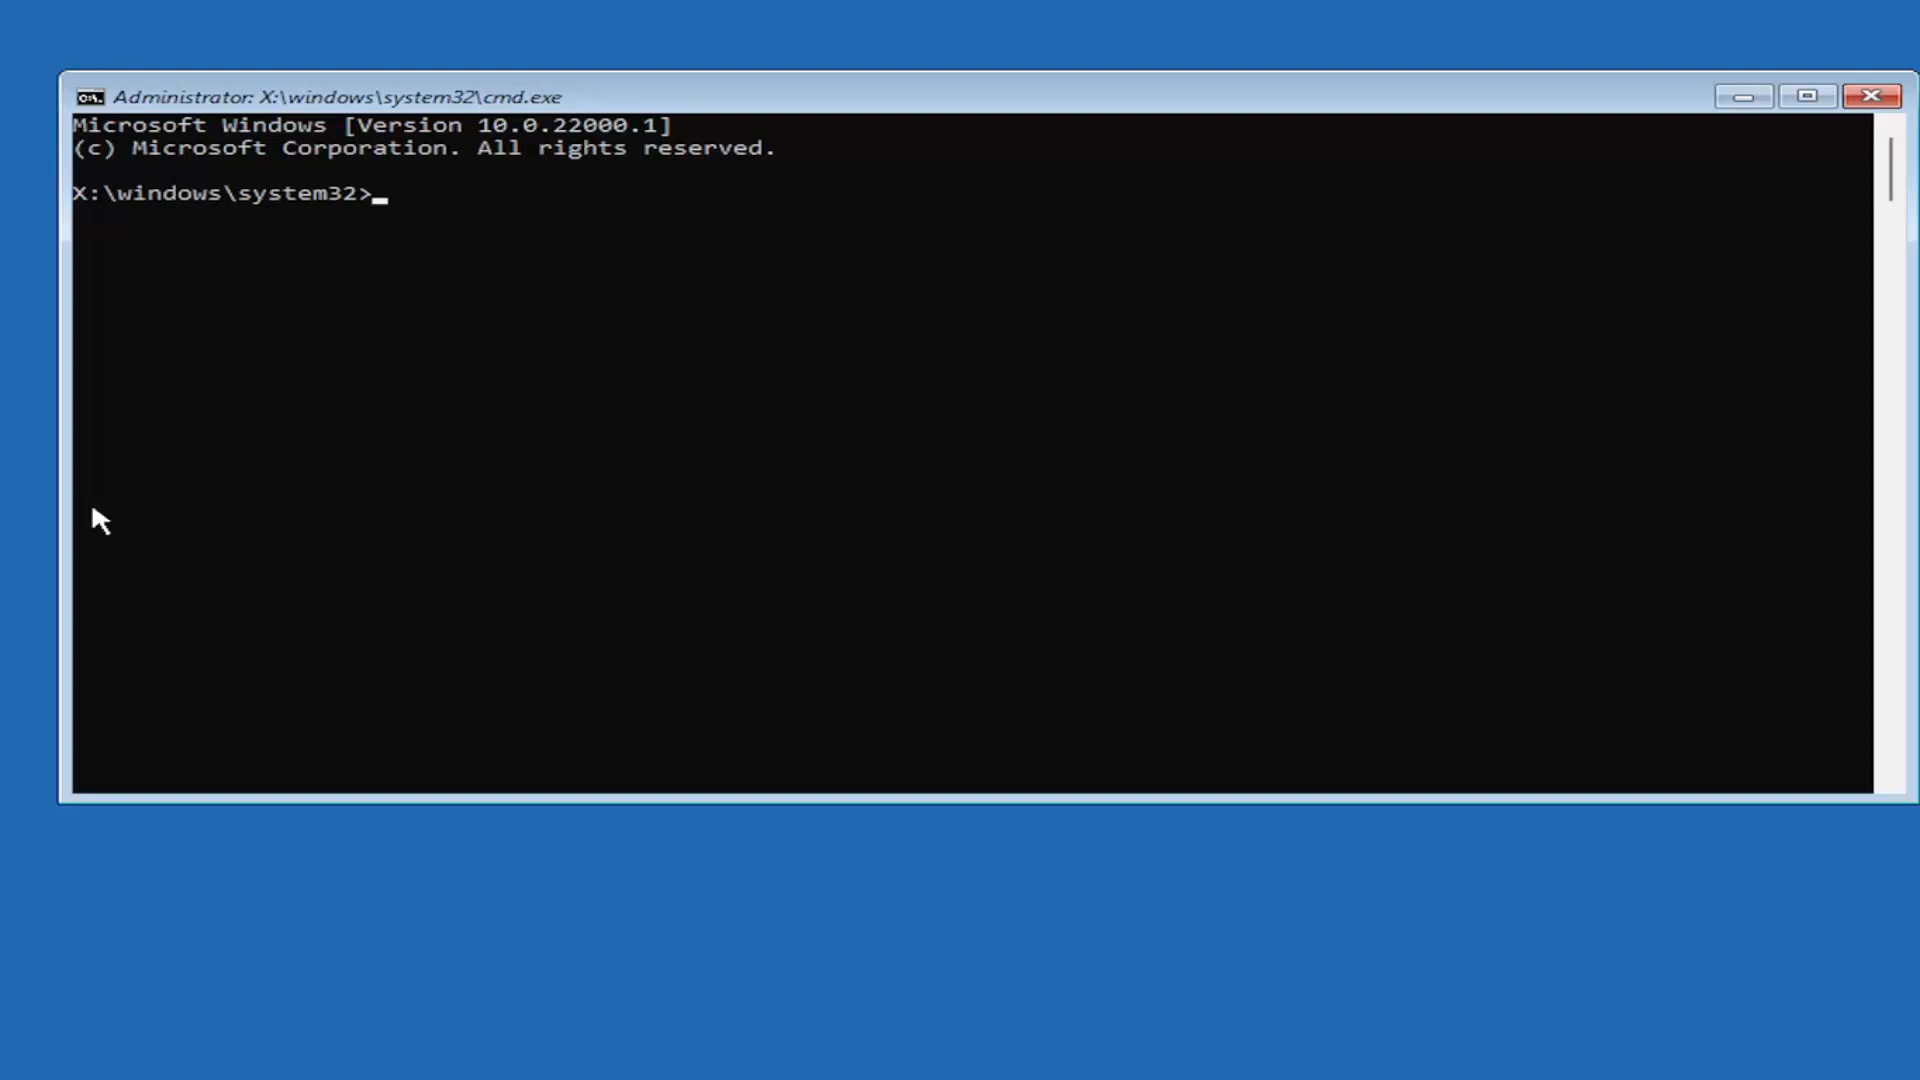 Administrator: X:\windows\system32\cmd.exe
Microsoft Windows [Version 10.0.22000.1]
(c) Microsoft Corporation. All rights reserved.
X:\windows\system32>